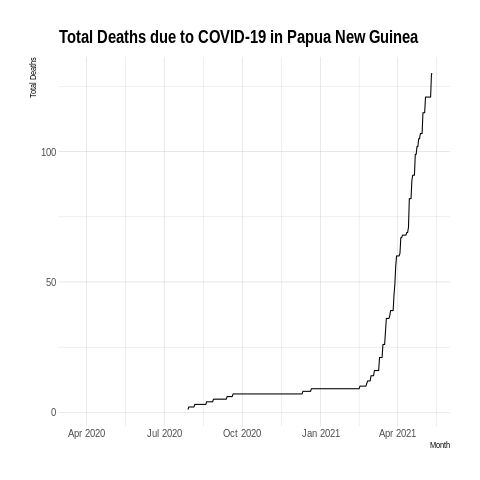 Total Deaths due to COVID-19 in Papua New Guinea
Total Deaths
100
50
0
Apr 2020 Jul 2020 Oct 2020 Jan 2021 Apr 2021
Month